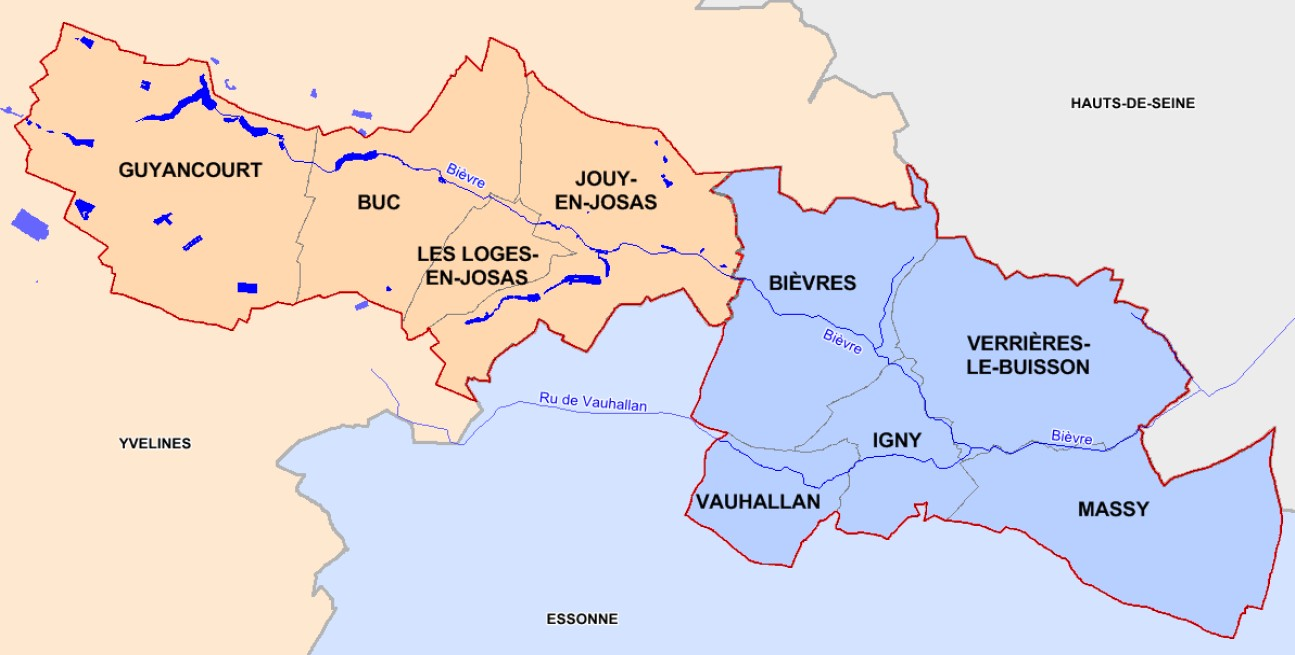 HAUTS-DE-SEINE
GUYANCOURT
Bièvre
JOUY-
EN-JOSAS
BUC
LES LOGES-
EN-JOSAS
BIÈVRES
Bièvre
VERRIÈRES-
LE-BUISSON
Ru de Vauhallan
YVELINES
IGNY
Bièvre
VAUHALLAN
MASSY
ESSONNE